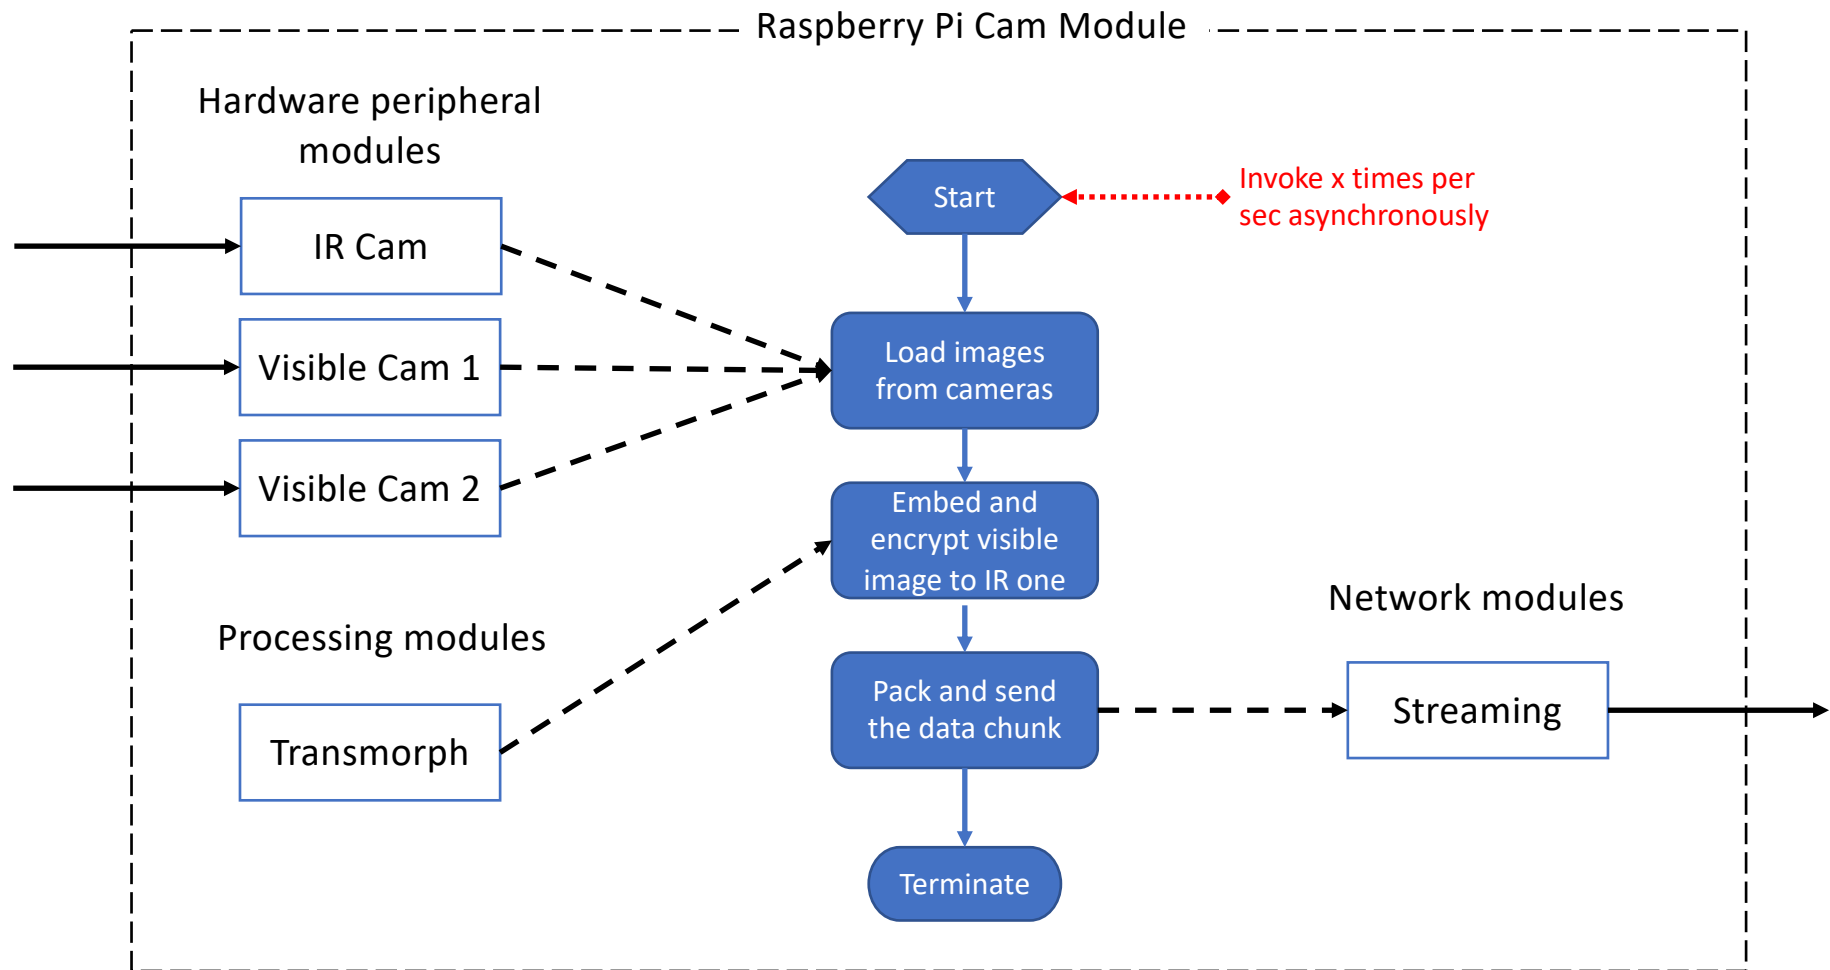 Raspberry Pi Cam Module
Hardware peripheral
modules
IR Cam
Visible Cam 1
Visible Cam 2
Processing modules
Transmorph
Start
Invoke x times per
sec asynchronously
Load images
from cameras
Embed and
encrypt visible
image to IR one
Pack and send
the data chunk
Terminate
Network modules
Streaming